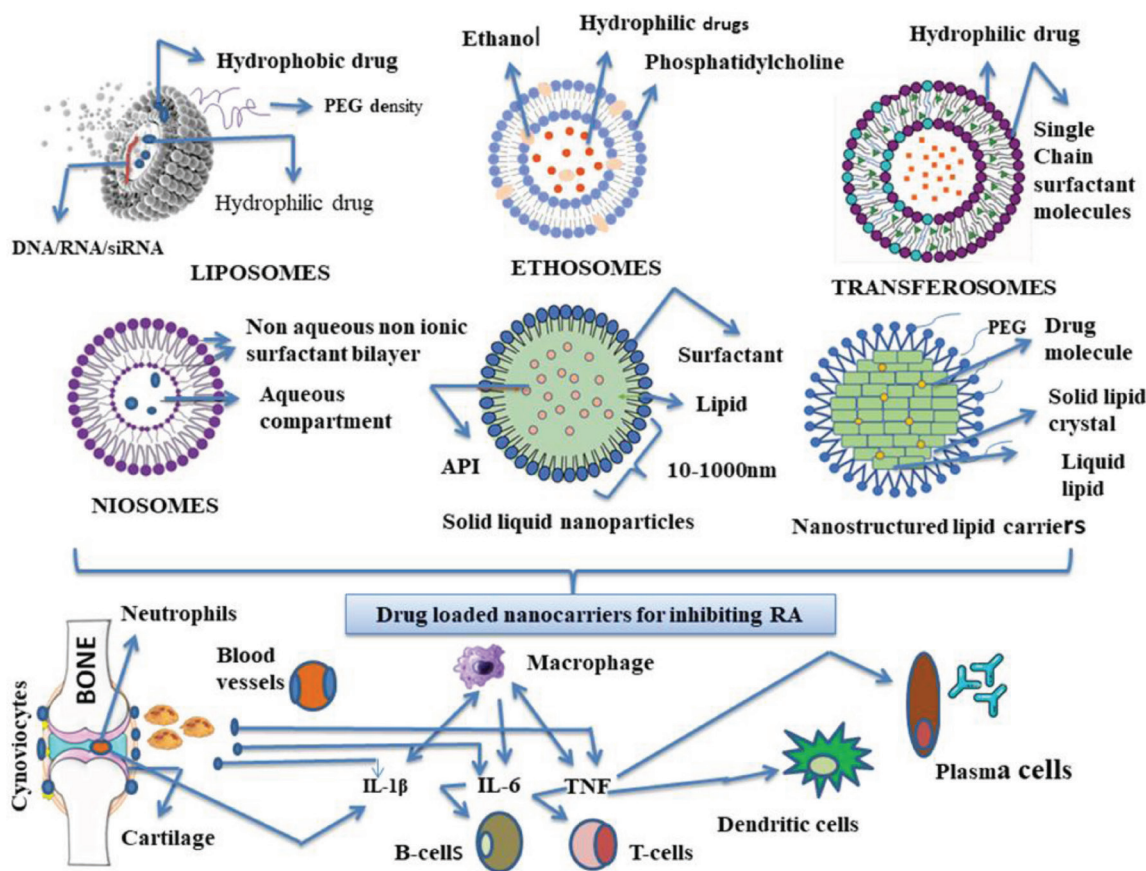 Hydrophobic drug
PEG density
Hydrophilic drug
DNA/RNA/siRNA
LIPOSOMES
Ethanol
Hydrophilic drugs
Phosphatidylcholine
ETHOSOMES
Hydrophilic drug
Single
Chain
surfactant
molecules
TRANSFEROSOMES
Non aqueous non ionic
surfactant bilayer
Aqueous
compartment
NIOSOMES
Surfactant
Lipid
API
10-1000nm
Solid liquid nanoparticles
PEG
Drug
molecule
Solid lipid
crystal
Liquid
lipid
Nanostructured lipid carriers
Drug loaded nanocarriers for inhibiting RA
Neutrophils
BONE
Cynoviocytes
Cartilage
Blood
vessels
Macrophage
IL-1β
IL-6
TNF
B-cells
T-cells
Dendritic cells
Plasma cells